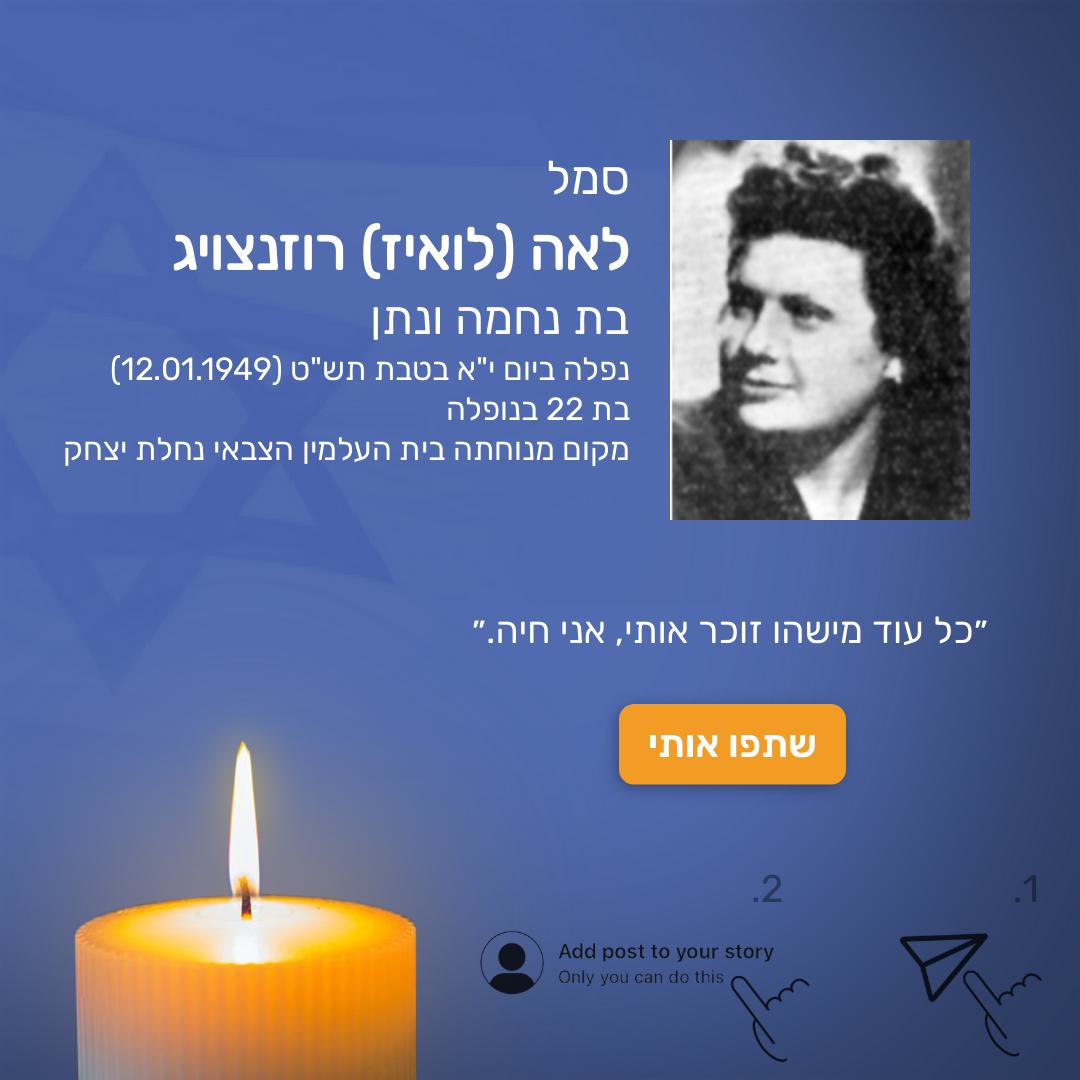 סמל
לאה (לואיז) רוזנצויג
בת נחמה ונתן
נפלה ביום י"א בטבת תש"ט (12.01.1949)
בת 22 בנופלה
מקום מנוחתה בית העלמין הצבאי נחלת יצחק
״כל עוד מישהו זוכר אותי, אני חיה.״
שתפו אותי
.1
.2
Add post to your story
Only you can do this